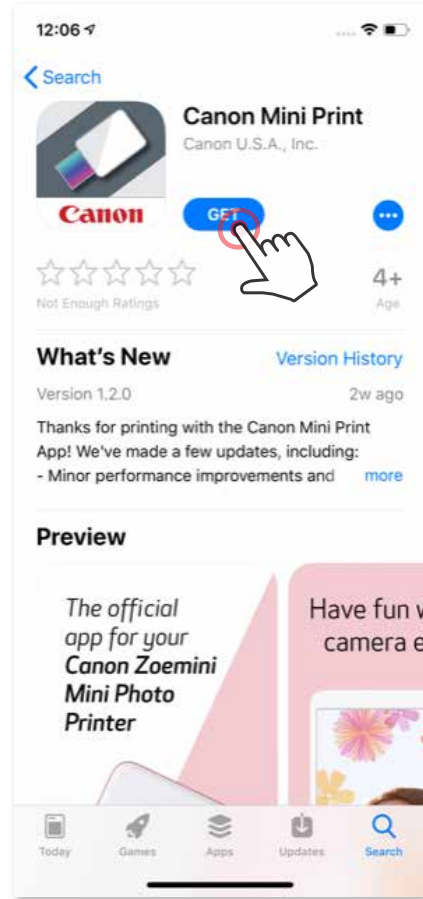 12:06
Search
Canon Mini Print
Canon U.S.A., Inc.
Canon
GET
4+
Not Enough Ratings
Age
What's New
Version History
Version 1.2.0
2w ago
Thanks for printing with the Canon Mini Print
App! We've made a few updates, including:
- Minor performance improvements and more
Preview
The official
app for your
Canon Zoemini
Mini Photo
Printer
Have fun w
camera e
Today
Games
Apps
Updates
Search